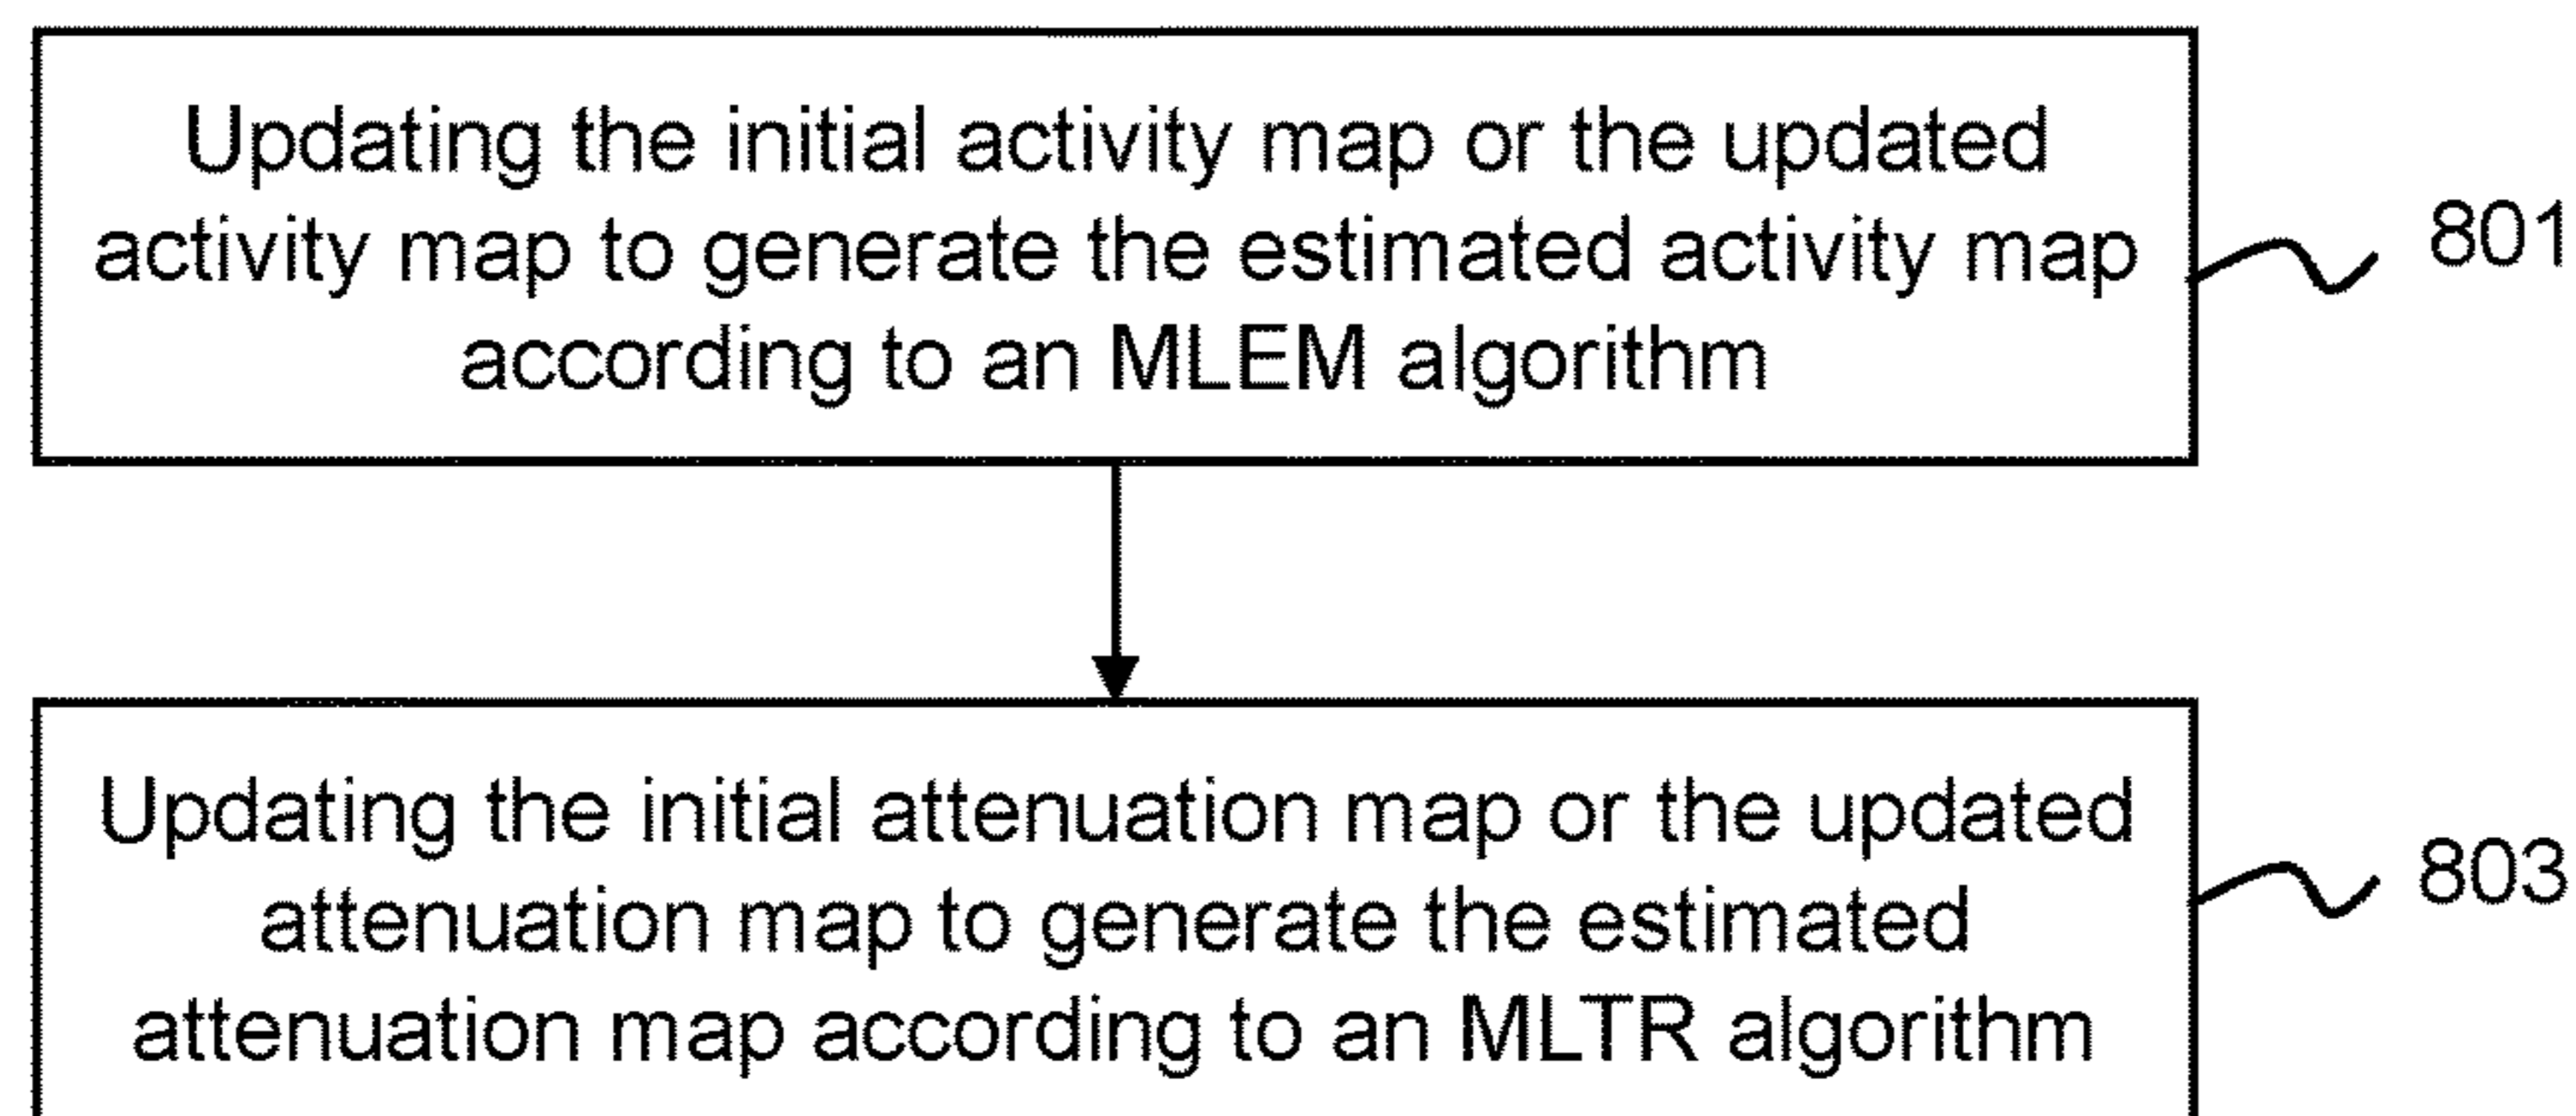 Updating the initial activity map or the updated
activity map to generate the estimated activity map
according to an MLEM algorithm
801
Updating the initial attenuation map or the updated
attenuation map to generate the estimated
attenuation map according to an MLTR algorithm
803